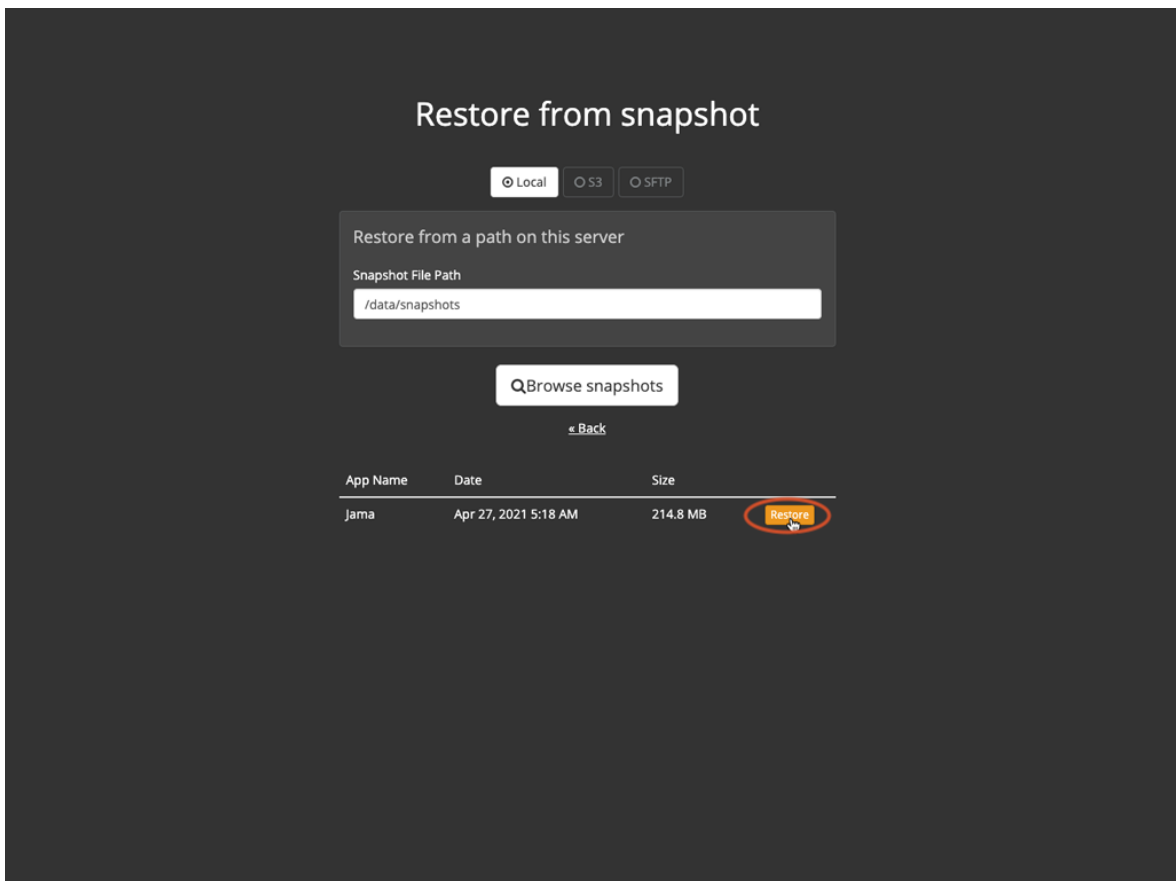 Restore from snapshot
Local S3 SFTP
Restore from a path on this server
Snapshot File Path
/data/snapshots
Browse snapshots
« Back
App Name Date Size
Jama Apr 27, 2021 5:18 AM 214.8 MB Restore